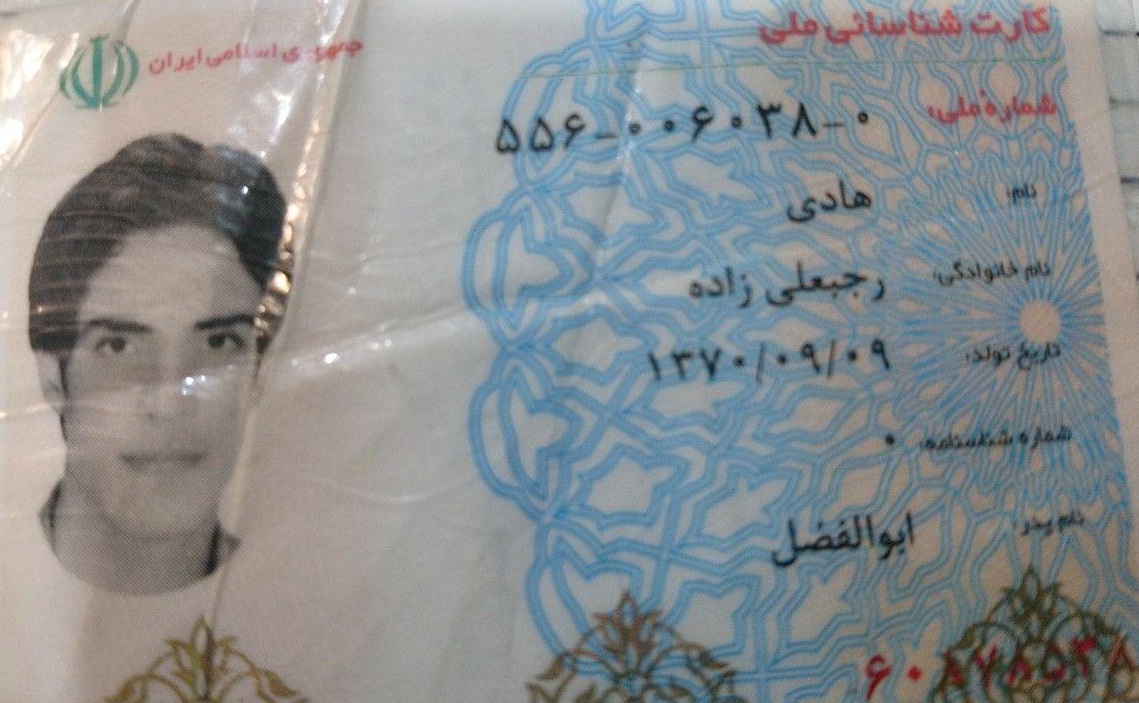 جمهوری اسلامی ایران
کارت شناسائی ملی
شمارهٔ ملی: ۵۵۶-۰۰۶۰۳۸-۰
نام: هادی
نام خانوادگی: رجبعلی زاده
تاریخ تولد: ۱۳۷۰/۰۹/۰۹
شماره شناسنامه: ۰
نام پدر: ابوالفضل
۶۰۸۷۸۵۳۸